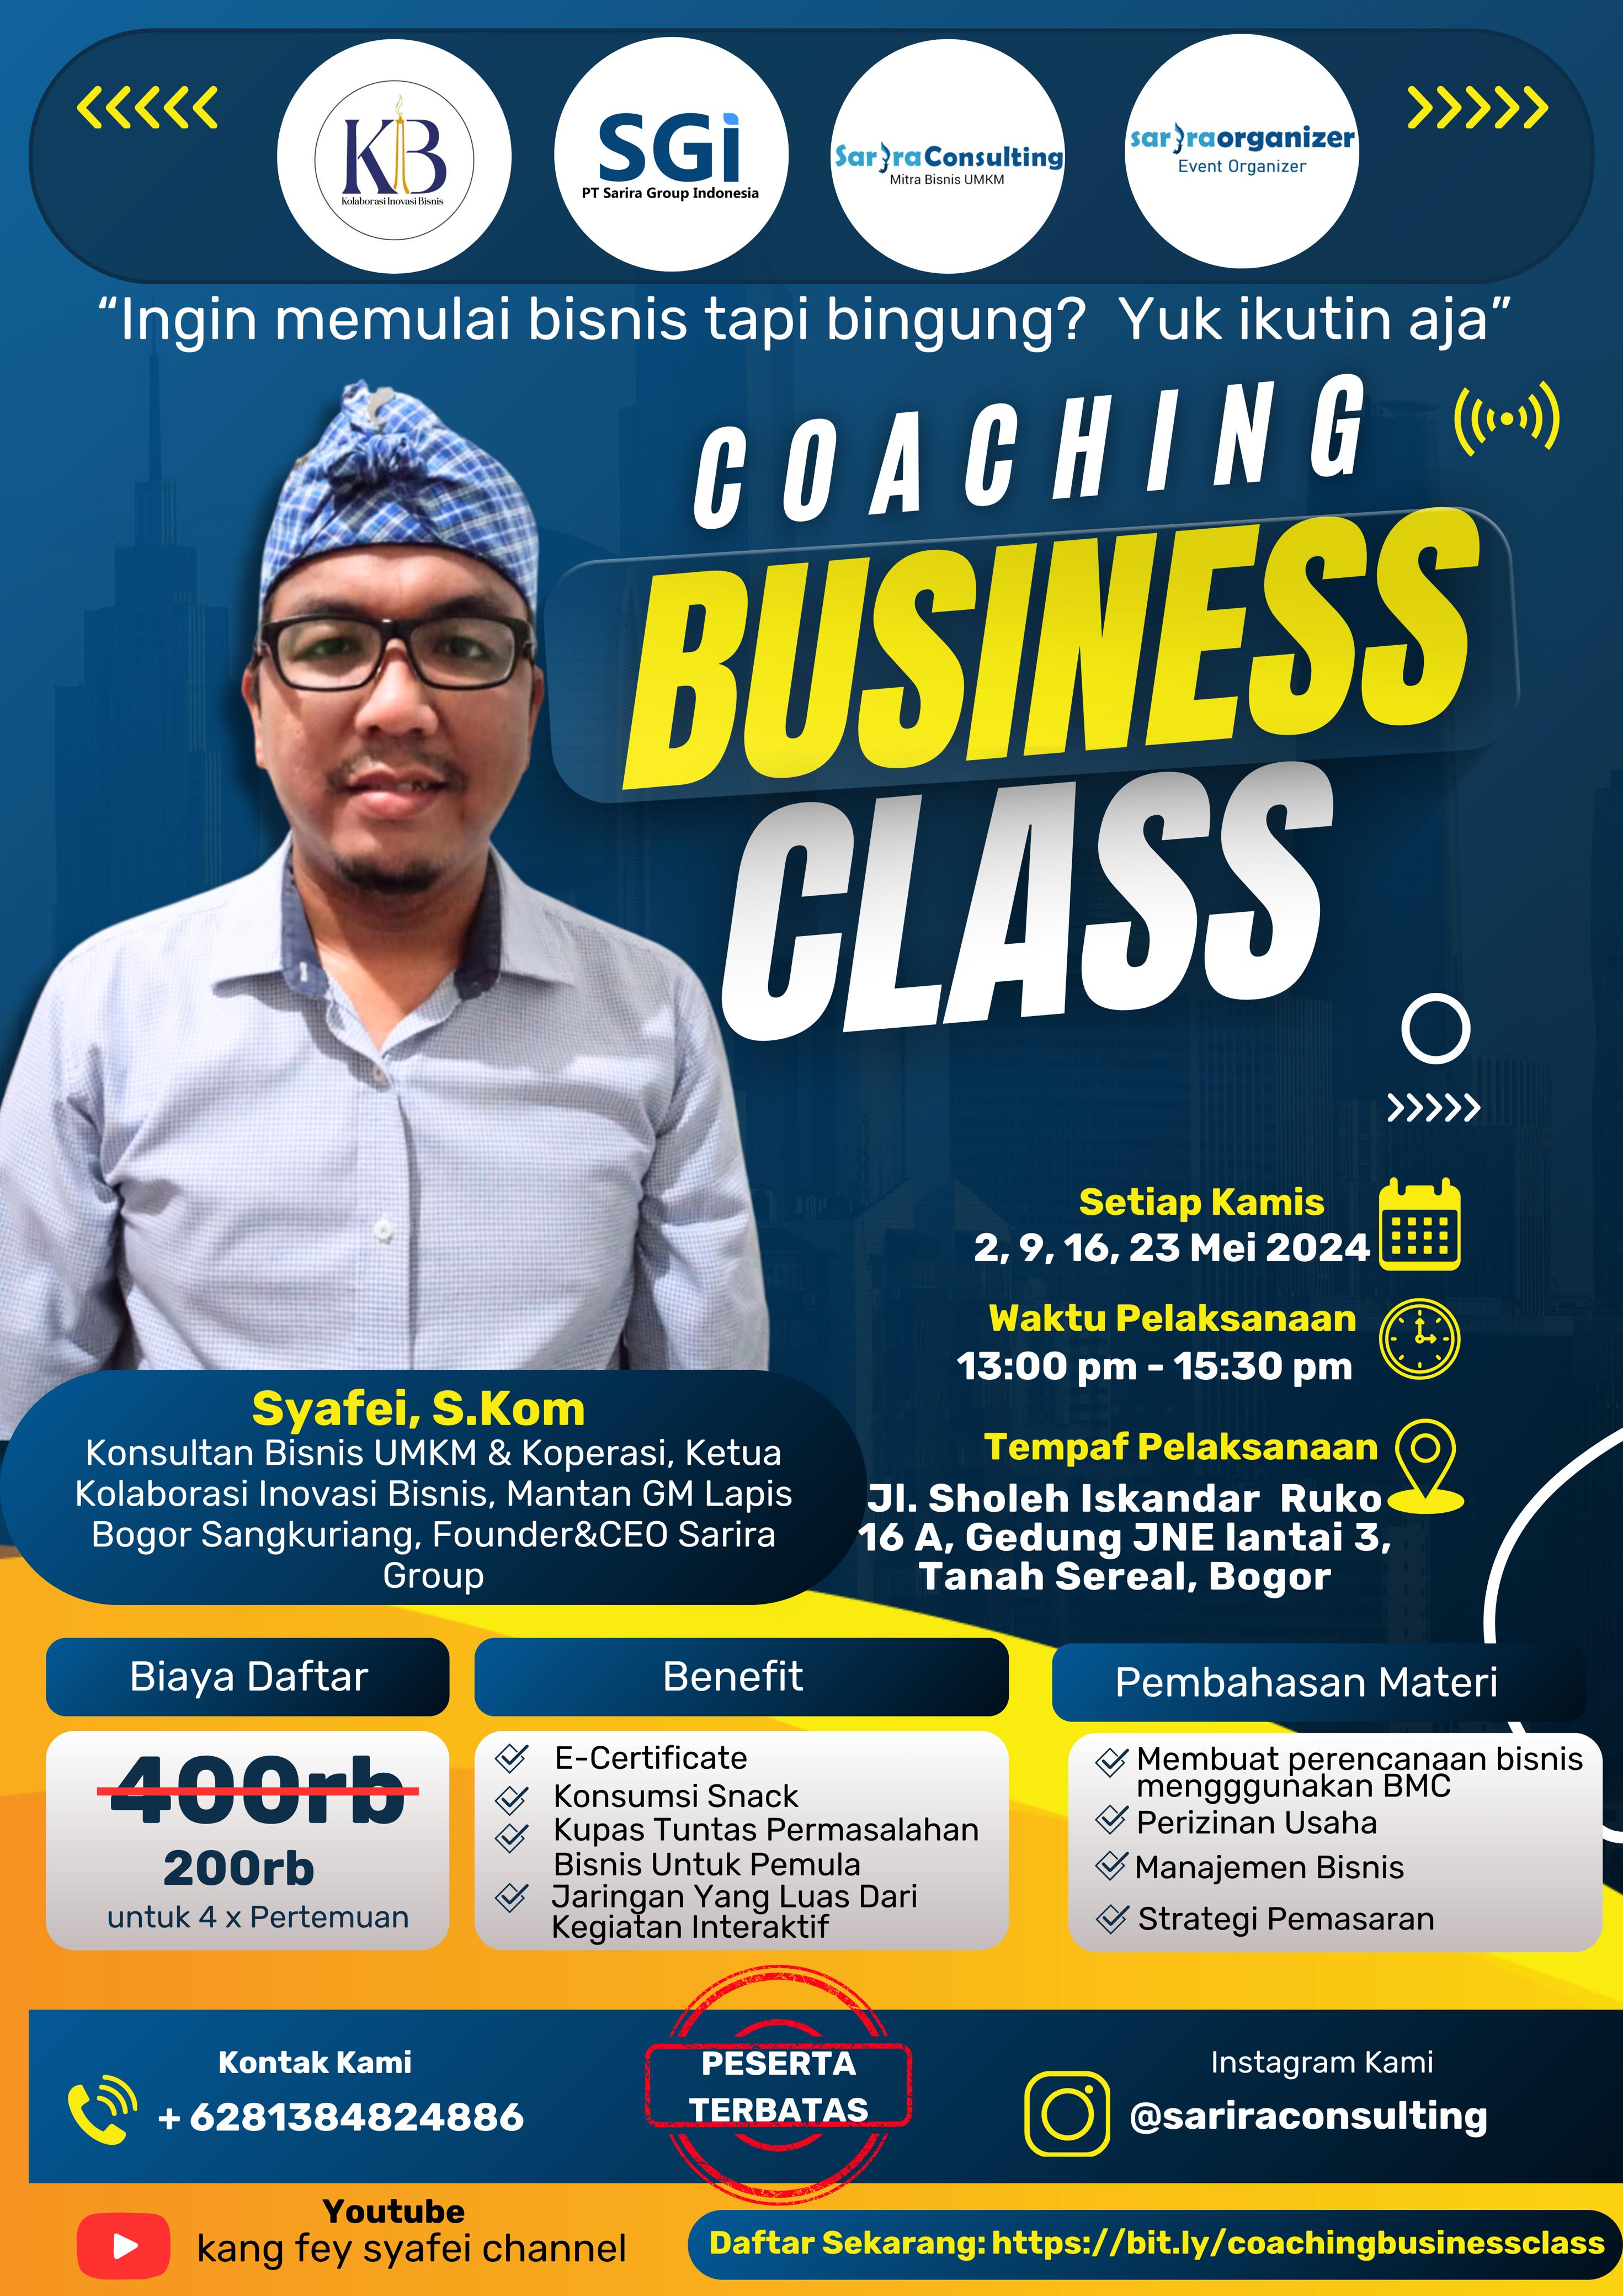 KIB
Kolaborasi Inovasi Bisnis
SGi
PT Sarira Group Indonesia
SariraConsulting
Mitra Bisnis UMKM
sariraorganizer
Event Organizer
“Ingin memulai bisnis tapi bingung? Yuk ikutin aja”
COACHING
BUSINESS
CLASS
Setiap Kamis
2, 9, 16, 23 Mei 2024
Waktu Pelaksanaan
13:00 pm - 15:30 pm
Tempaf Pelaksanaan
Jl. Sholeh Iskandar Ruko
16 A, Gedung JNE lantai 3,
Tanah Sereal, Bogor
Syafei, S.Kom
Konsultan Bisnis UMKM & Koperasi, Ketua
Kolaborasi Inovasi Bisnis, Mantan GM Lapis
Bogor Sangkuriang, Founder&CEO Sarira
Group
Biaya Daftar
400rb
200rb
untuk 4 x Pertemuan
Benefit
E-Certificate
Konsumsi Snack
Kupas Tuntas Permasalahan
Bisnis Untuk Pemula
Jaringan Yang Luas Dari
Kegiatan Interaktif
Pembahasan Materi
Membuat perencanaan bisnis
mengggunakan BMC
Perizinan Usaha
Manajemen Bisnis
Strategi Pemasaran
Kontak Kami
+ 6281384824886
PESERTA
TERBATAS
Instagram Kami
@sariraconsulting
Youtube
kang fey syafei channel
Daftar Sekarang: https://bit.ly/coachingbusinessclass